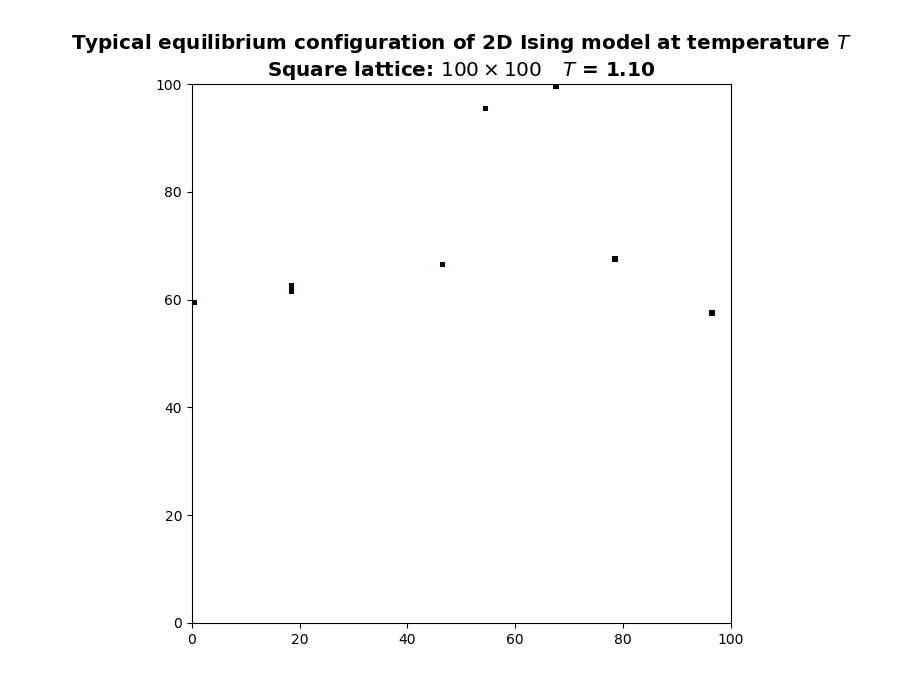 Typical equilibrium configuration of 2D Ising model at temperature T
Square lattice: 100 × 100 T = 1.10
100
80
60
40
20
0
0 20 40 60 80 100